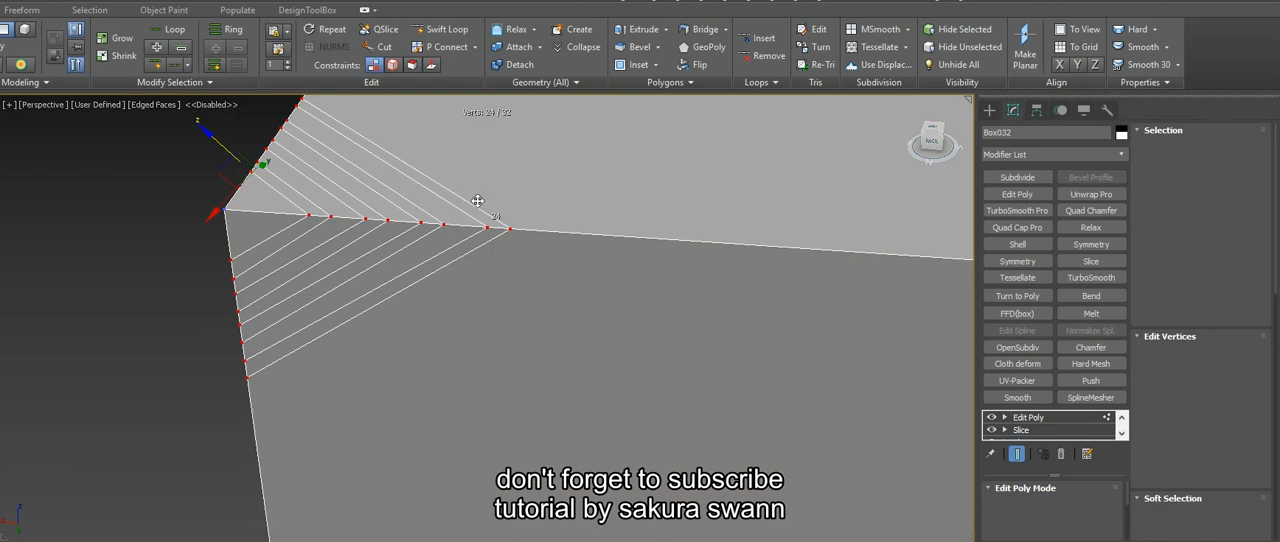 Freeform Selection Object Paint Populate DesignToolBox
Grow Loop Ring Repeat QSlice Swift Loop Relax Create Extrude Bridge Insert Edit MSmooth Hide Selected To View Hard
Shrink NURMS Cut P Connect Attach Collapse Bevel GeoPoly Remove Turn Tessellate Hide Unselected Make Planar To Grid Smooth
1 Constraints: Detach Inset Flip Re-Tri Use Displac... Unhide All X Y Z Smooth 30
Modeling Modify Selection Edit Geometry (All) Polygons Loops Tris Subdivision Visibility Align Properties
[+] [Perspective] [User Defined] [Edged Faces] <<Disabled>>
Verts: 24 / 32
z
y
24
BACK
N
Box032
Modifier List
Subdivide Bevel Profile
Edit Poly Unwrap Pro
TurboSmooth Pro Quad Chamfer
Quad Cap Pro Relax
Shell Symmetry
Symmetry Slice
Tessellate TurboSmooth
Turn to Poly Bend
FFD(box) Melt
Edit Spline Normalize Spl.
OpenSubdiv Chamfer
Cloth deform Hard Mesh
UV-Packer Push
Smooth SplineMesher
Edit Poly
Slice
Edit Poly Mode
Selection
Edit Vertices
Soft Selection
z
x
don't forget to subscribe
tutorial by sakura swann